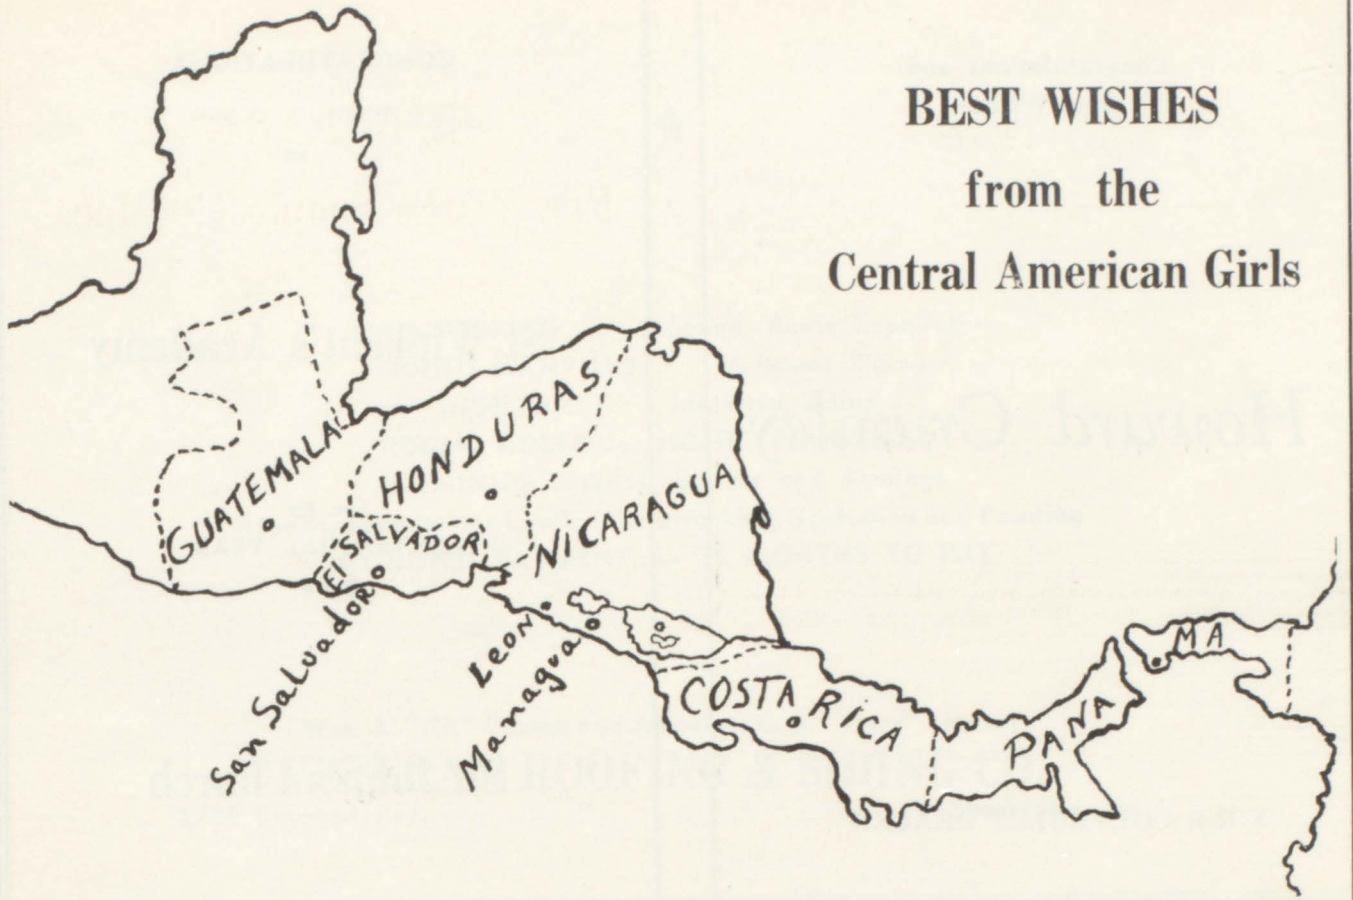 BEST WISHES
from the
Central American Girls
GUATEMALA
HONDURAS
El SALVADOR
NiCARAGUA
San Salvador
Leon
Managua
COSTA RiCA
PANA
MA